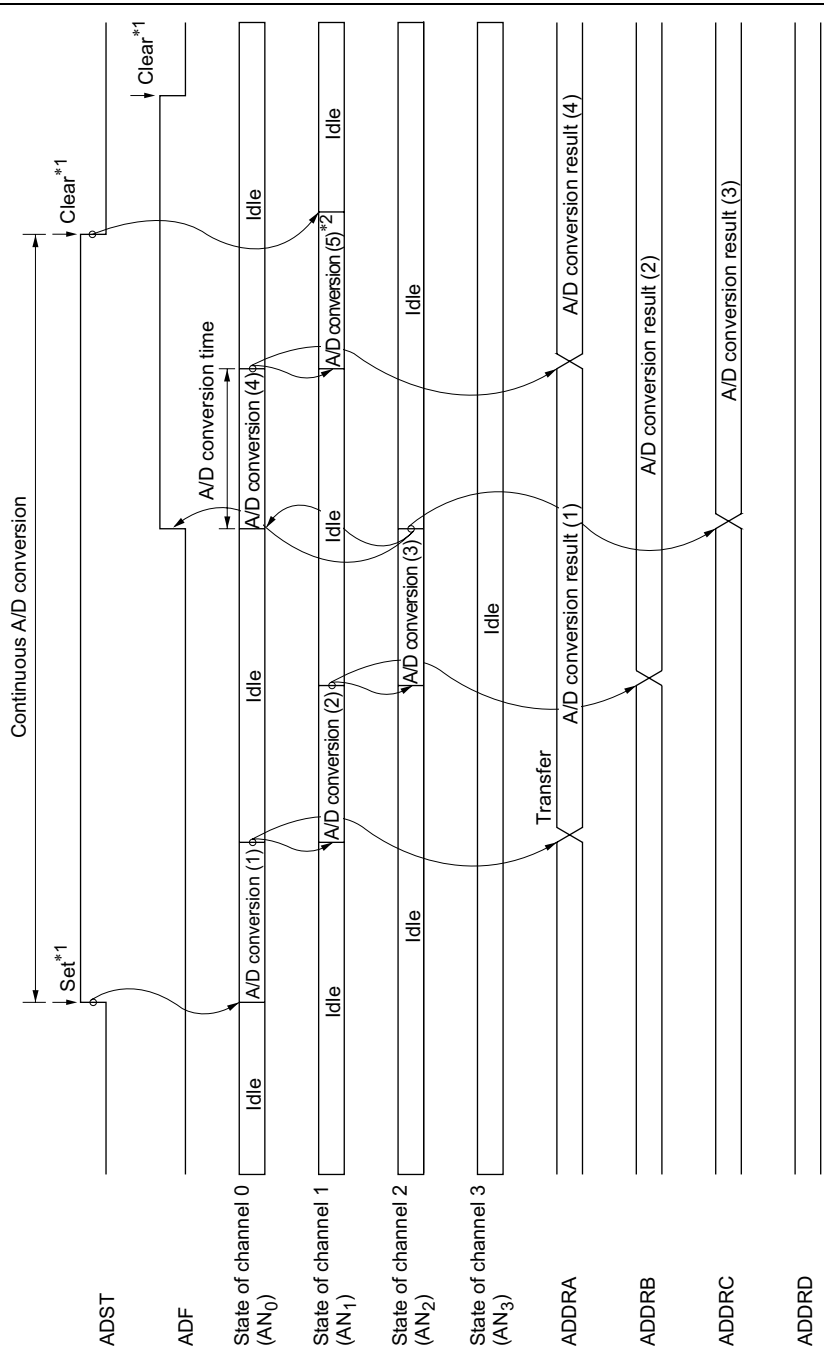 Continuous A/D conversion
Set*1
Clear*1
Clear*1
ADST
ADF
A/D conversion time
State of channel 0
(AN0)
Idle
A/D conversion (1)
Idle
A/D conversion (4)
Idle
State of channel 1
(AN1)
Idle
A/D conversion (2)
Idle
A/D conversion (5)*2
Idle
State of channel 2
(AN2)
Idle
A/D conversion (3)
Idle
State of channel 3
(AN3)
Idle
Transfer
ADDRA
A/D conversion result (1)
A/D conversion result (4)
ADDRB
A/D conversion result (2)
ADDRC
A/D conversion result (3)
ADDRD